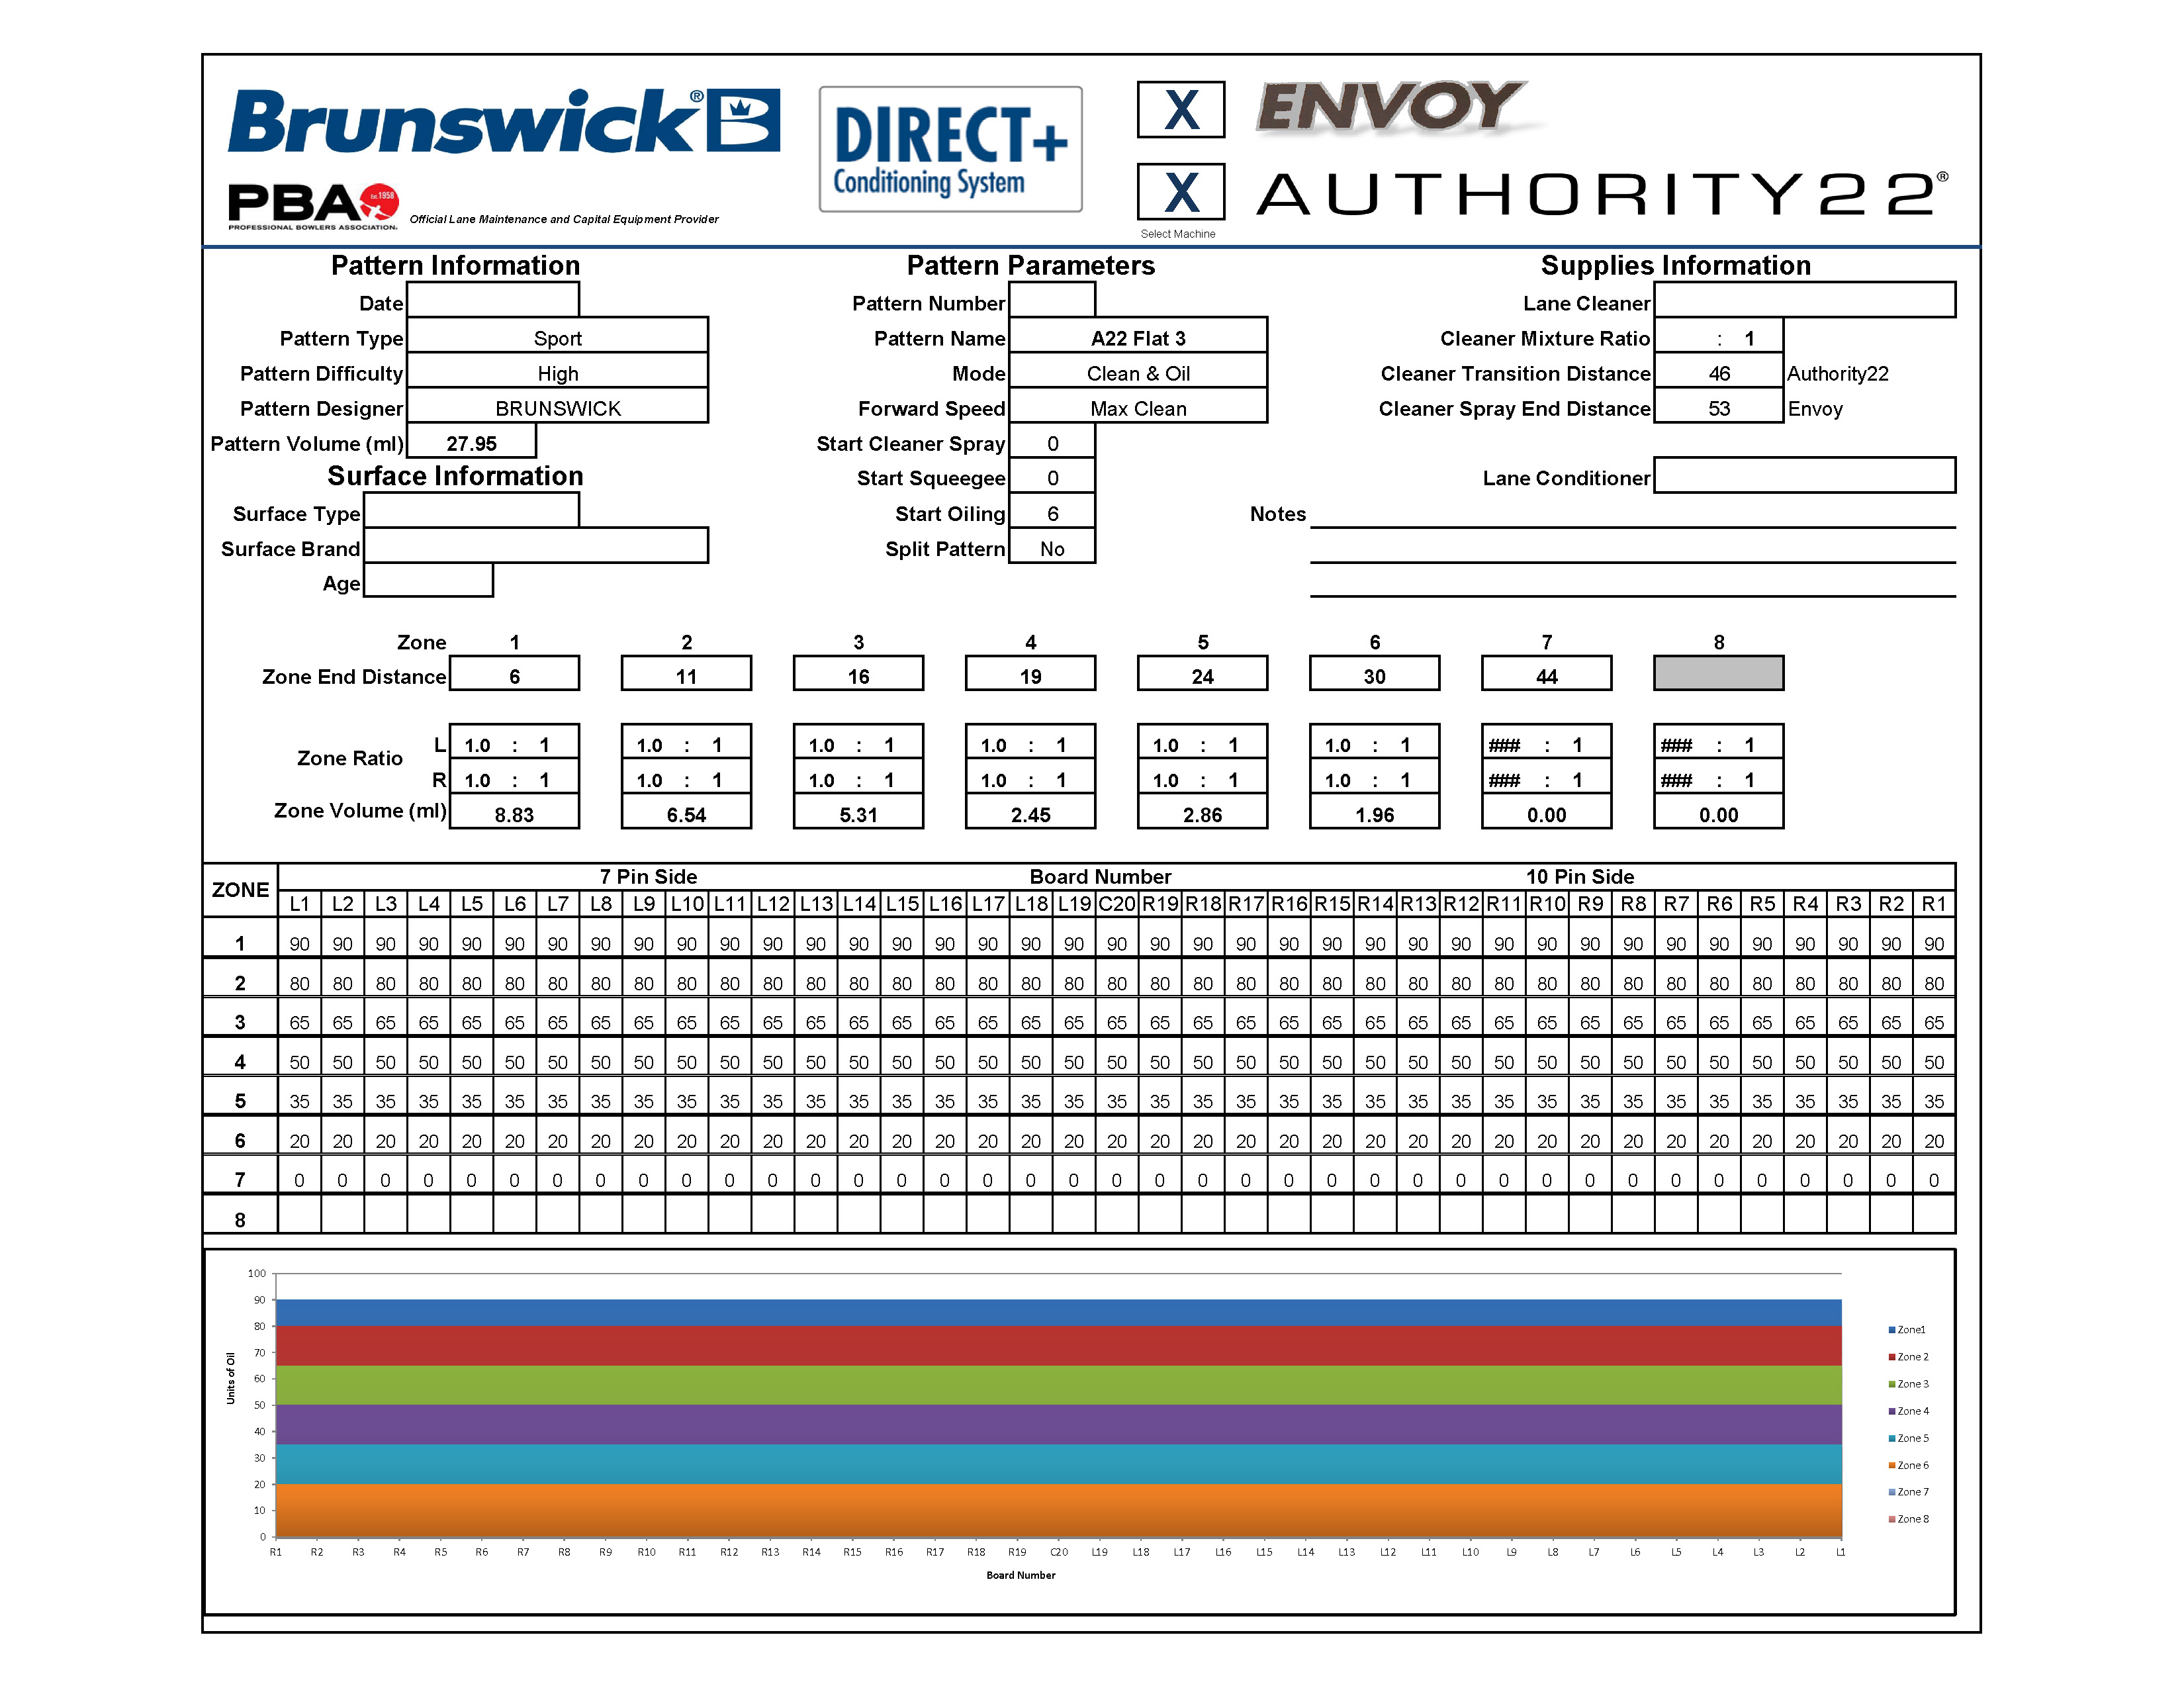 Brunswick® B
DIRECT+
Conditioning System
X ENVOY
X AUTHORITY22®
Select Machine
PBA est. 1958
PROFESSIONAL BOWLERS ASSOCIATION.
Official Lane Maintenance and Capital Equipment Provider
Pattern Information
Date
Pattern Type Sport
Pattern Difficulty High
Pattern Designer BRUNSWICK
Pattern Volume (ml) 27.95
Surface Information
Surface Type
Surface Brand
Age
Pattern Parameters
Pattern Number
Pattern Name A22 Flat 3
Mode Clean & Oil
Forward Speed Max Clean
Start Cleaner Spray 0
Start Squeegee 0
Start Oiling 6
Split Pattern No
Supplies Information
Lane Cleaner
Cleaner Mixture Ratio : 1
Cleaner Transition Distance 46 Authority22
Cleaner Spray End Distance 53 Envoy
Lane Conditioner
Notes
Zone 1 2 3 4 5 6 7 8
Zone End Distance 6 11 16 19 24 30 44
Zone Ratio
L 1.0 : 1 1.0 : 1 1.0 : 1 1.0 : 1 1.0 : 1 1.0 : 1 ### : 1 ### : 1
R 1.0 : 1 1.0 : 1 1.0 : 1 1.0 : 1 1.0 : 1 1.0 : 1 ### : 1 ### : 1
Zone Volume (ml) 8.83 6.54 5.31 2.45 2.86 1.96 0.00 0.00
ZONE 7 Pin Side Board Number 10 Pin Side
L1 L2 L3 L4 L5 L6 L7 L8 L9 L10 L11 L12 L13 L14 L15 L16 L17 L18 L19 C20 R19 R18 R17 R16 R15 R14 R13 R12 R11 R10 R9 R8 R7 R6 R5 R4 R3 R2 R1
1 90 90 90 90 90 90 90 90 90 90 90 90 90 90 90 90 90 90 90 90 90 90 90 90 90 90 90 90 90 90 90 90 90 90 90 90 90 90 90
2 80 80 80 80 80 80 80 80 80 80 80 80 80 80 80 80 80 80 80 80 80 80 80 80 80 80 80 80 80 80 80 80 80 80 80 80 80 80 80
3 65 65 65 65 65 65 65 65 65 65 65 65 65 65 65 65 65 65 65 65 65 65 65 65 65 65 65 65 65 65 65 65 65 65 65 65 65 65 65
4 50 50 50 50 50 50 50 50 50 50 50 50 50 50 50 50 50 50 50 50 50 50 50 50 50 50 50 50 50 50 50 50 50 50 50 50 50 50 50
5 35 35 35 35 35 35 35 35 35 35 35 35 35 35 35 35 35 35 35 35 35 35 35 35 35 35 35 35 35 35 35 35 35 35 35 35 35 35 35
6 20 20 20 20 20 20 20 20 20 20 20 20 20 20 20 20 20 20 20 20 20 20 20 20 20 20 20 20 20 20 20 20 20 20 20 20 20 20 20
7 0 0 0 0 0 0 0 0 0 0 0 0 0 0 0 0 0 0 0 0 0 0 0 0 0 0 0 0 0 0 0 0 0 0 0 0 0 0 0
8
Units of Oil
100
90
80
70
60
50
40
30
20
10
0
R1 R2 R3 R4 R5 R6 R7 R8 R9 R10 R11 R12 R13 R14 R15 R16 R17 R18 R19 C20 L19 L18 L17 L16 L15 L14 L13 L12 L11 L10 L9 L8 L7 L6 L5 L4 L3 L2 L1
Board Number
Zone1
Zone 2
Zone 3
Zone 4
Zone 5
Zone 6
Zone 7
Zone 8